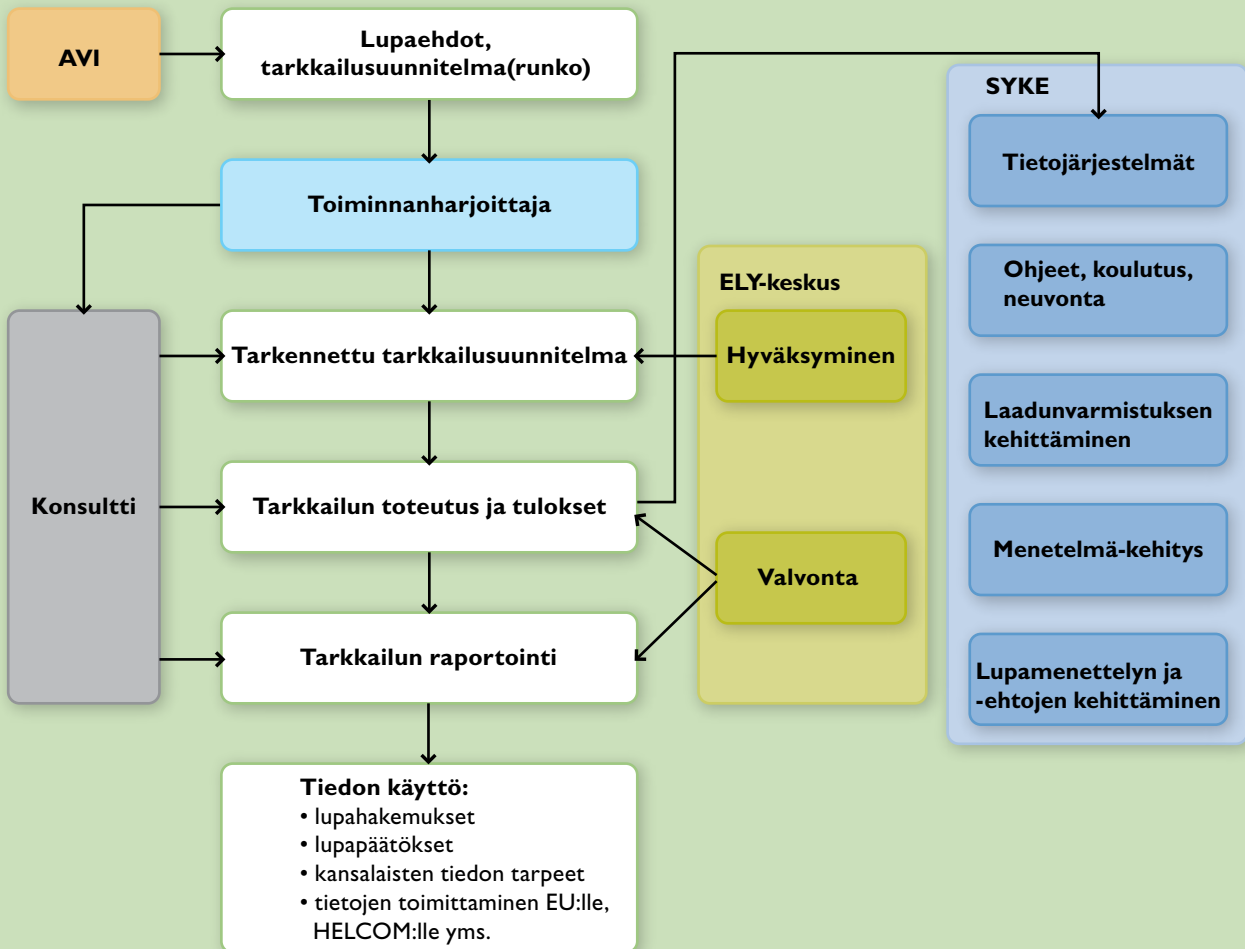 AVI
Lupaehdot,
tarkkailusuunnitelma(runko)
Toiminnanharjoittaja
Konsultti
Tarkennettu tarkkailusuunnitelma
Tarkkailun toteutus ja tulokset
Tarkkailun raportointi
Tiedon käyttö:
• lupahakemukset
• lupapäätökset
• kansalaisten tiedon tarpeet
• tietojen toimittaminen EU:lle,
HELCOM:lle yms.
ELY-keskus
Hyväksyminen
Valvonta
SYKE
Tietojärjestelmät
Ohjeet, koulutus,
neuvonta
Laadunvarmistuksen
kehittäminen
Menetelmä-kehitys
Lupamenettelyn ja
-ehtojen kehittäminen